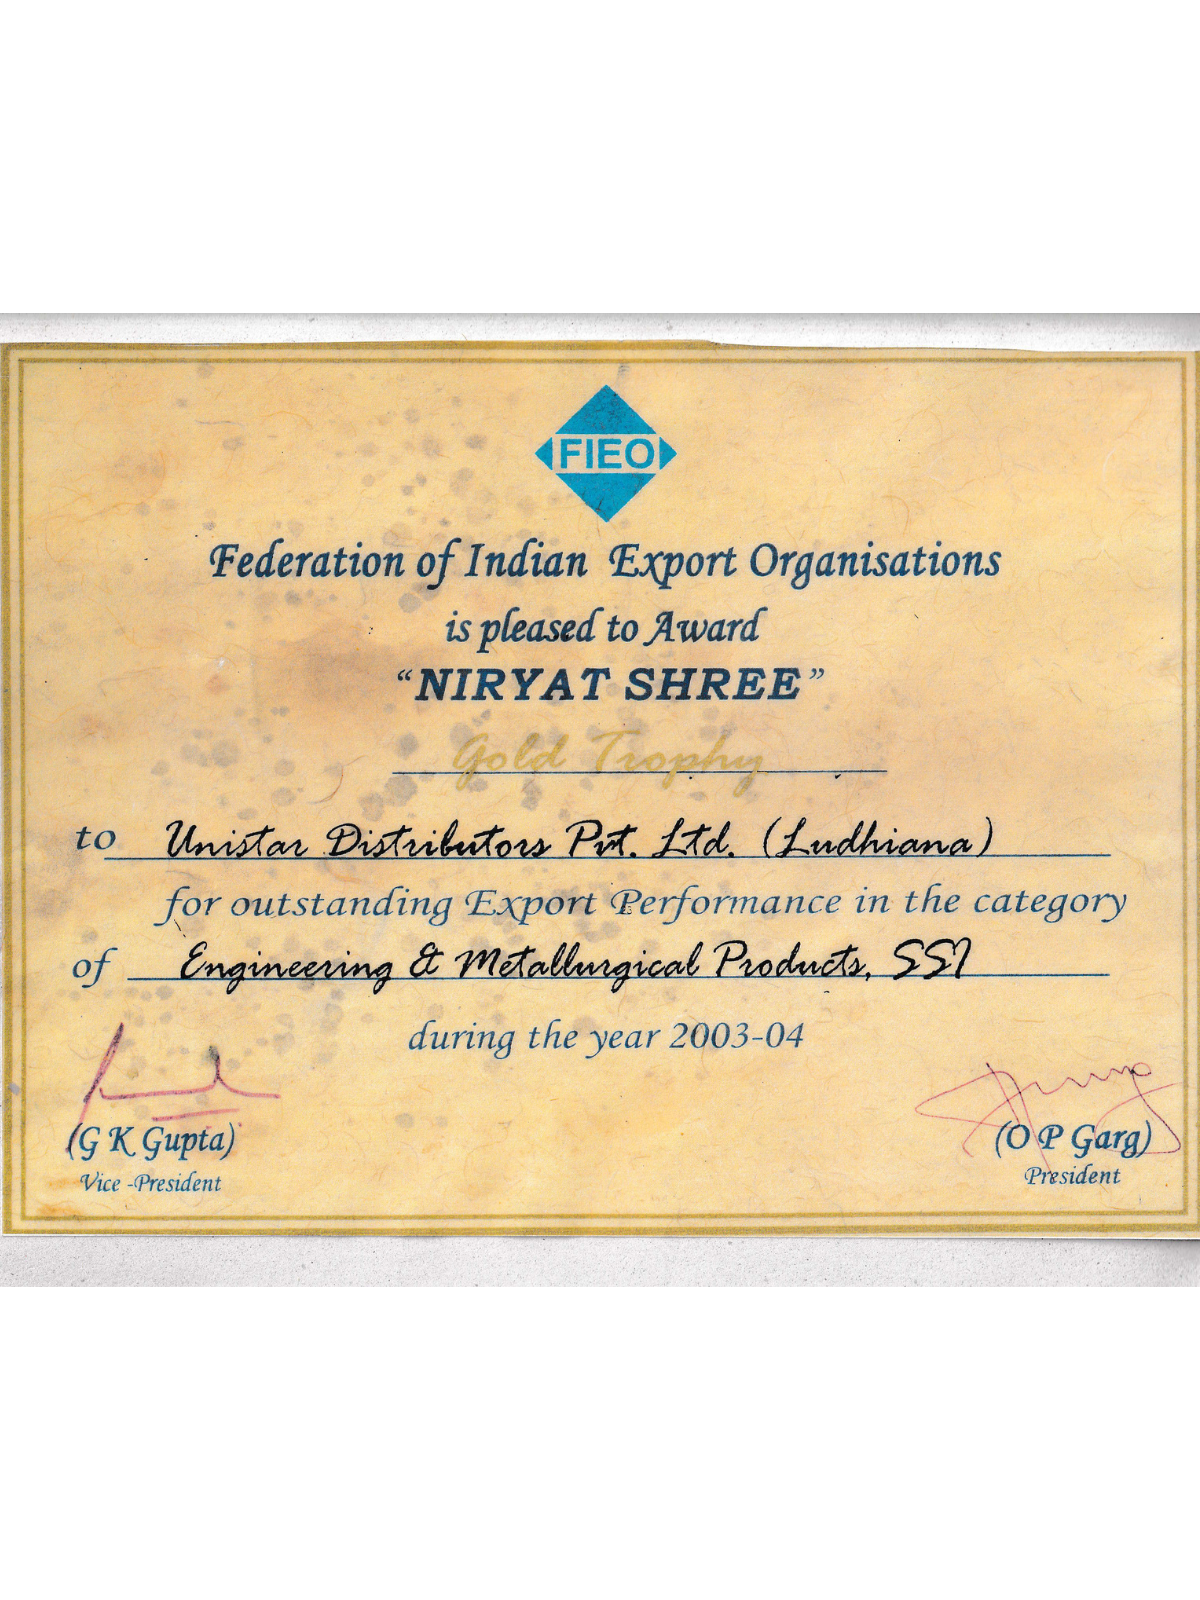 FIEO
Federation of Indian Export Organisations
is pleased to Award
“NIRYAT SHREE”
Gold Trophy
to Unistar Distributors Pvt. Ltd. (Ludhiana)
for outstanding Export Performance in the category
of Engineering & Metallurgical Products, SSI
during the year 2003-04
(G K Gupta)
Vice -President
(O P Garg)
President